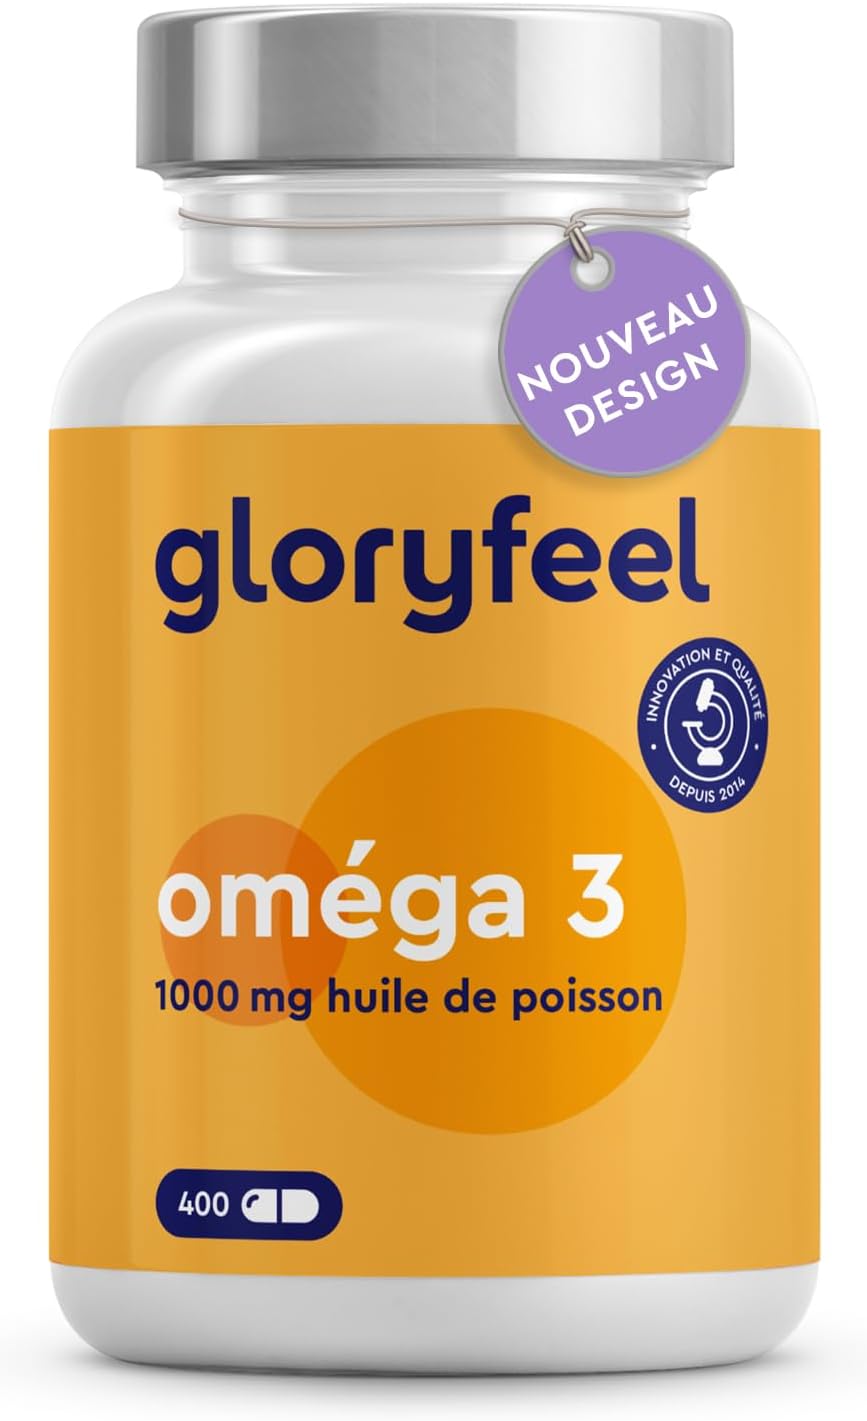 NOUVEAU
DESIGN
gloryfeel
INNOVATION ET QUALITÉ
• DEPUIS 2014 •
oméga 3
1000 mg huile de poisson
400